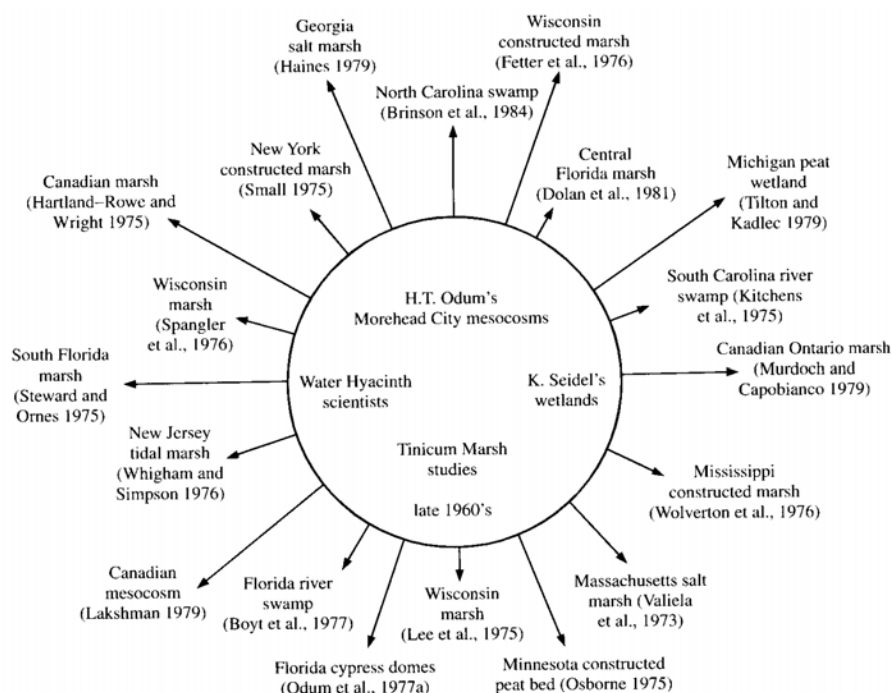 Georgia
salt marsh
(Haines 1979)
Wisconsin
constructed marsh
(Fetter et al., 1976)
North Carolina swamp
(Brinson et al., 1984)
New York
constructed marsh
(Small 1975)
Central
Florida marsh
(Dolan et al., 1981)
Michigan peat
wetland
(Tilton and
Kadlec 1979)
Canadian marsh
(Hartland–Rowe and
Wright 1975)
Wisconsin
marsh
(Spangler
et al., 1976)
H.T. Odum's
Morehead City mesocosms
South Carolina river
swamp (Kitchens
et al., 1975)
South Florida
marsh
(Steward and
Ornes 1975)
Water Hyacinth
scientists
K. Seidel's
wetlands
Canadian Ontario marsh
(Murdoch and
Capobianco 1979)
New Jersey
tidal marsh
(Whigham and
Simpson 1976)
Tinicum Marsh
studies
late 1960's
Mississippi
constructed marsh
(Wolverton et al., 1976)
Canadian
mesocosm
(Lakshman 1979)
Florida river
swamp
(Boyt et al., 1977)
Wisconsin
marsh
(Lee et al., 1975)
Massachusetts salt
marsh (Valiela
et al., 1973)
Florida cypress domes
(Odum et al., 1977a)
Minnesota constructed
peat bed (Osborne 1975)